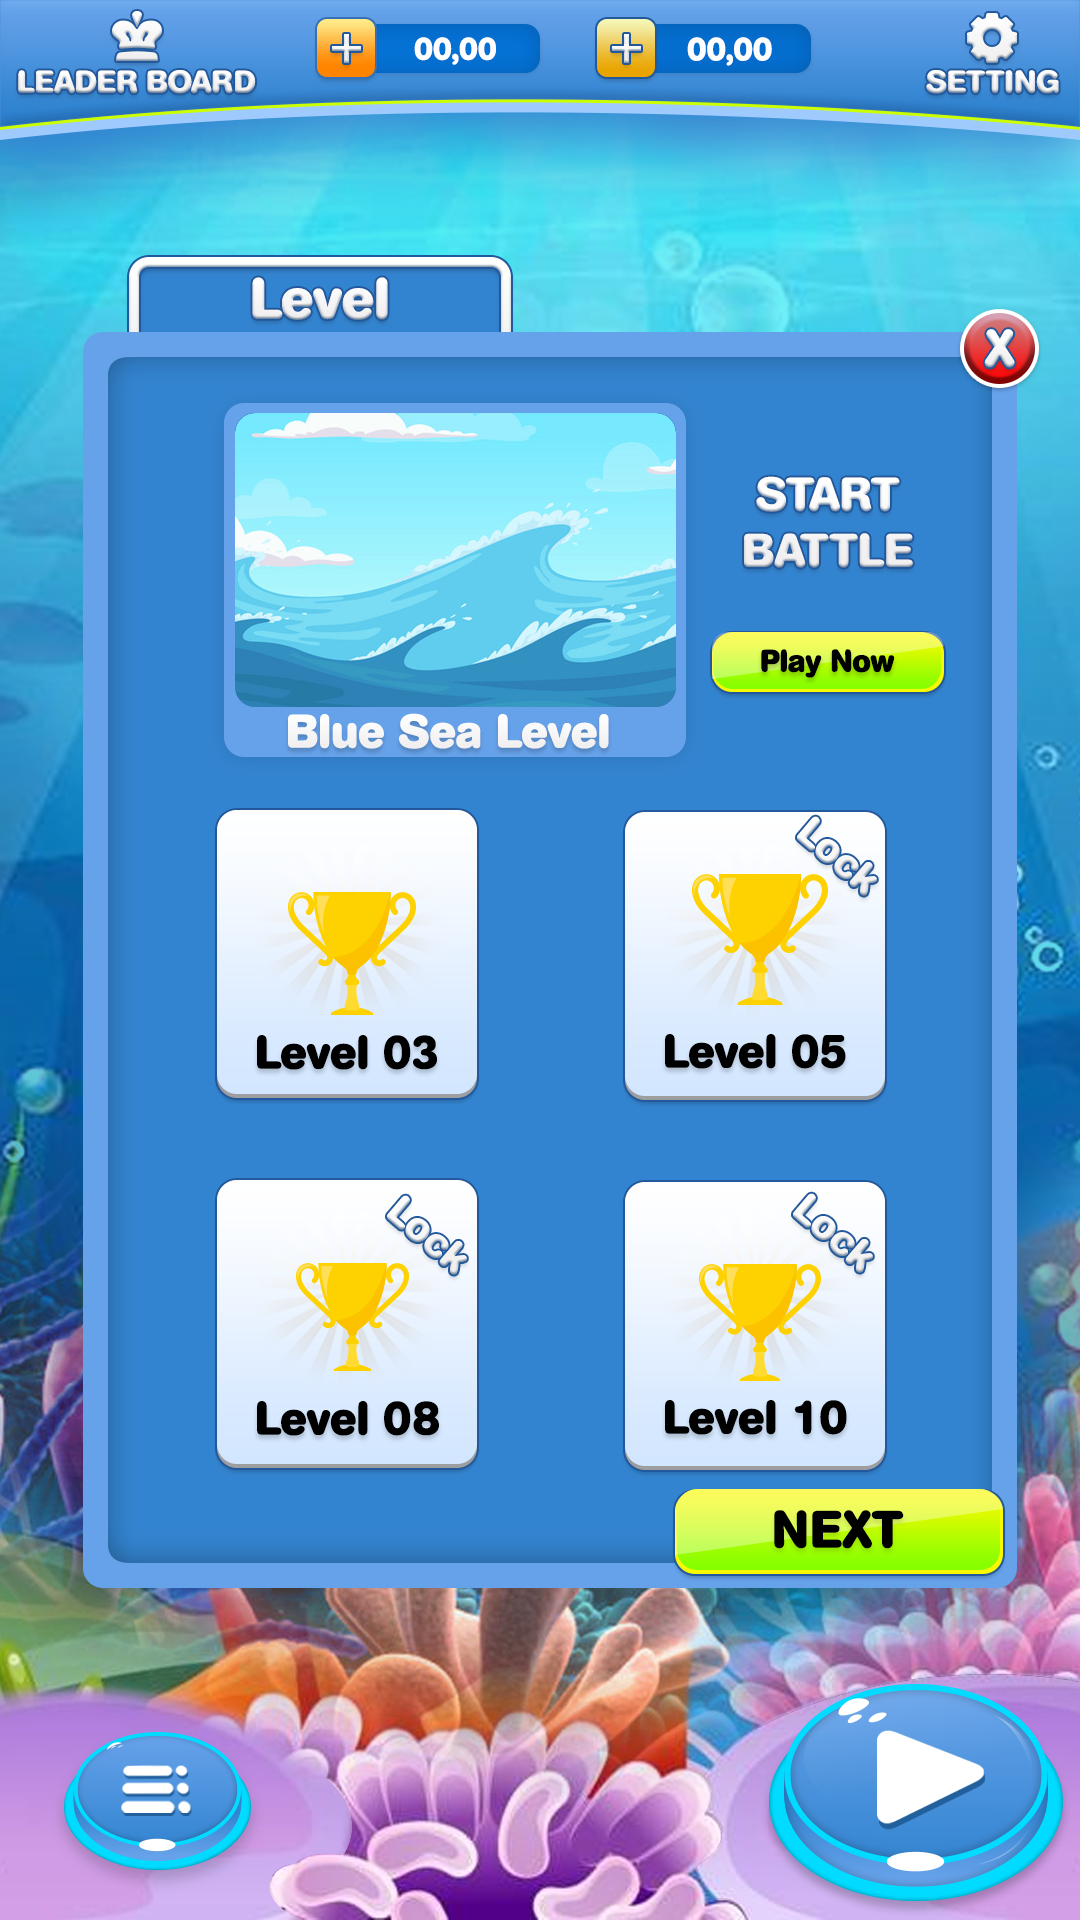 LEADER BOARD
00,00
00,00
SETTING
Level
X
START
BATTLE
Play Now
Blue Sea Level
Lock
Level 03
Level 05
Lock
Lock
Level 08
Level 10
NEXT